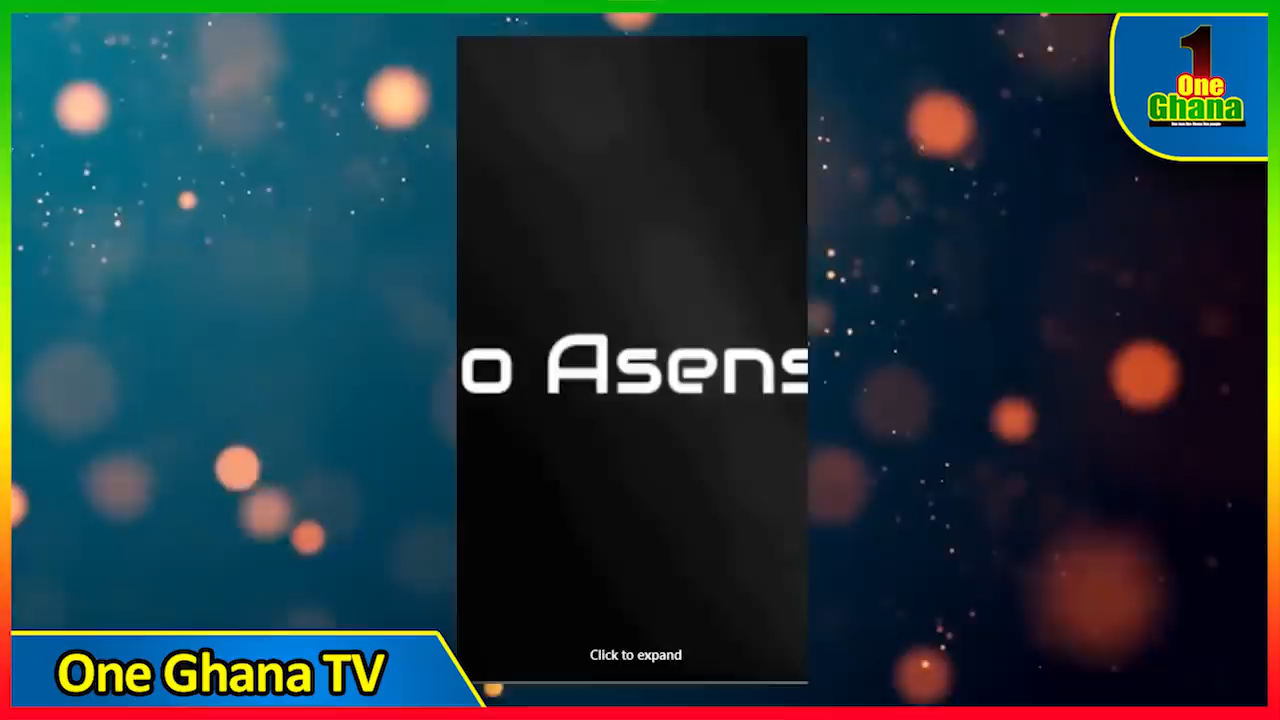 1
One
Ghana
o Asens
Click to expand
One Ghana TV